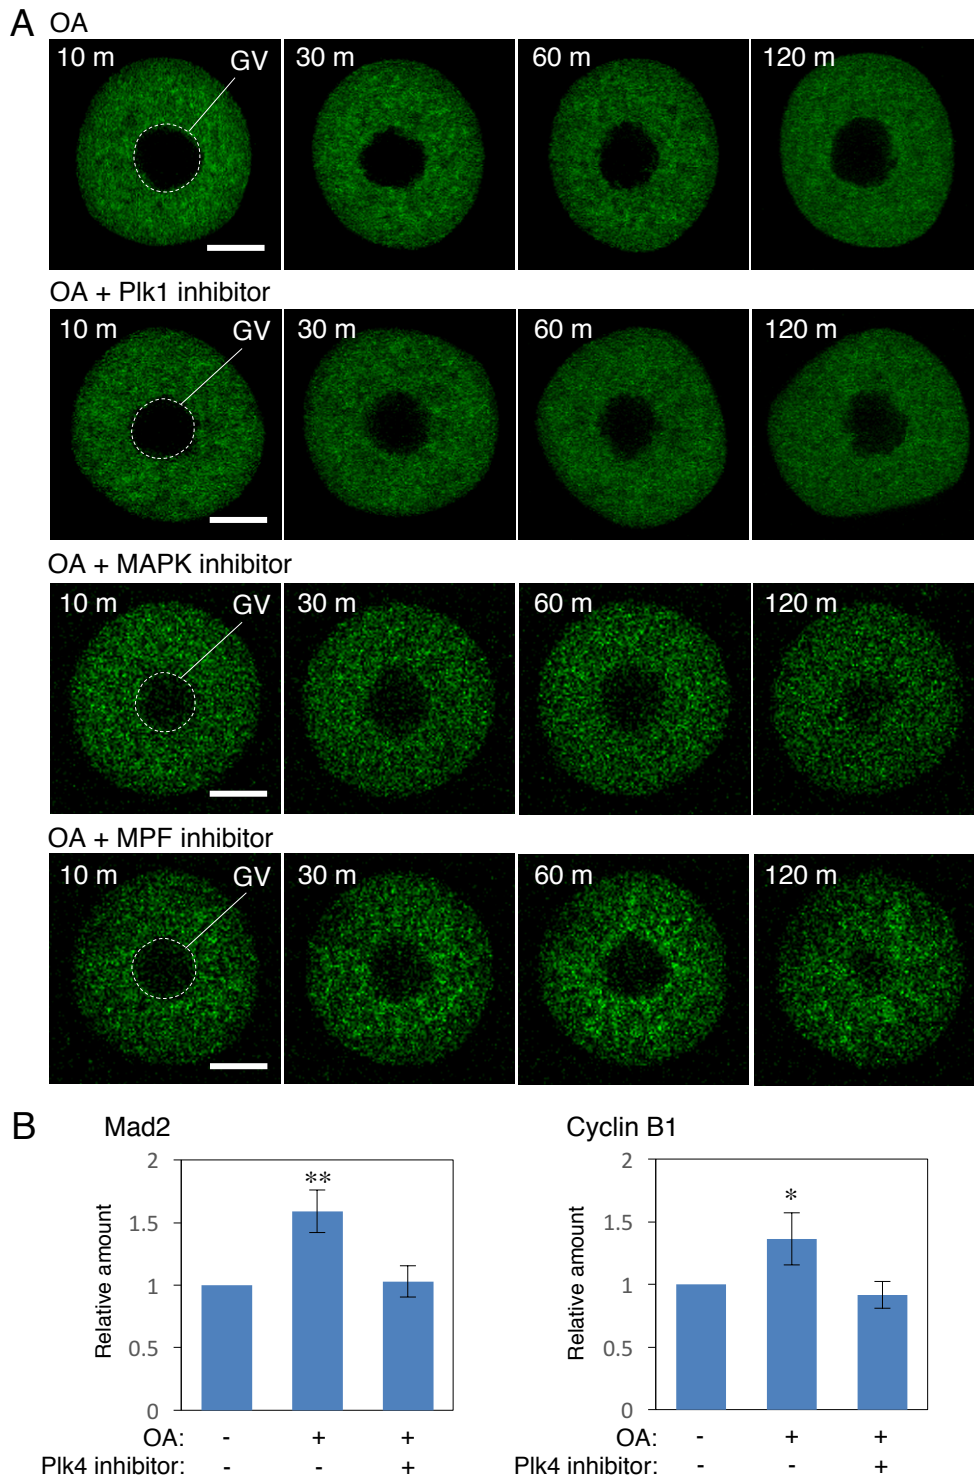 A OA
10 m GV 30 m 60 m 120 m
OA + Plk1 inhibitor
10 m GV 30 m 60 m 120 m
OA + MAPK inhibitor
10 m GV 30 m 60 m 120 m
OA + MPF inhibitor
10 m GV 30 m 60 m 120 m
B Mad2
2
1.5
1
0.5
0
Relative amount
**
OA: - + +
Plk4 inhibitor: - - +
Cyclin B1
2
1.5
1
0.5
0
Relative amount
*
OA: - + +
Plk4 inhibitor: - - +